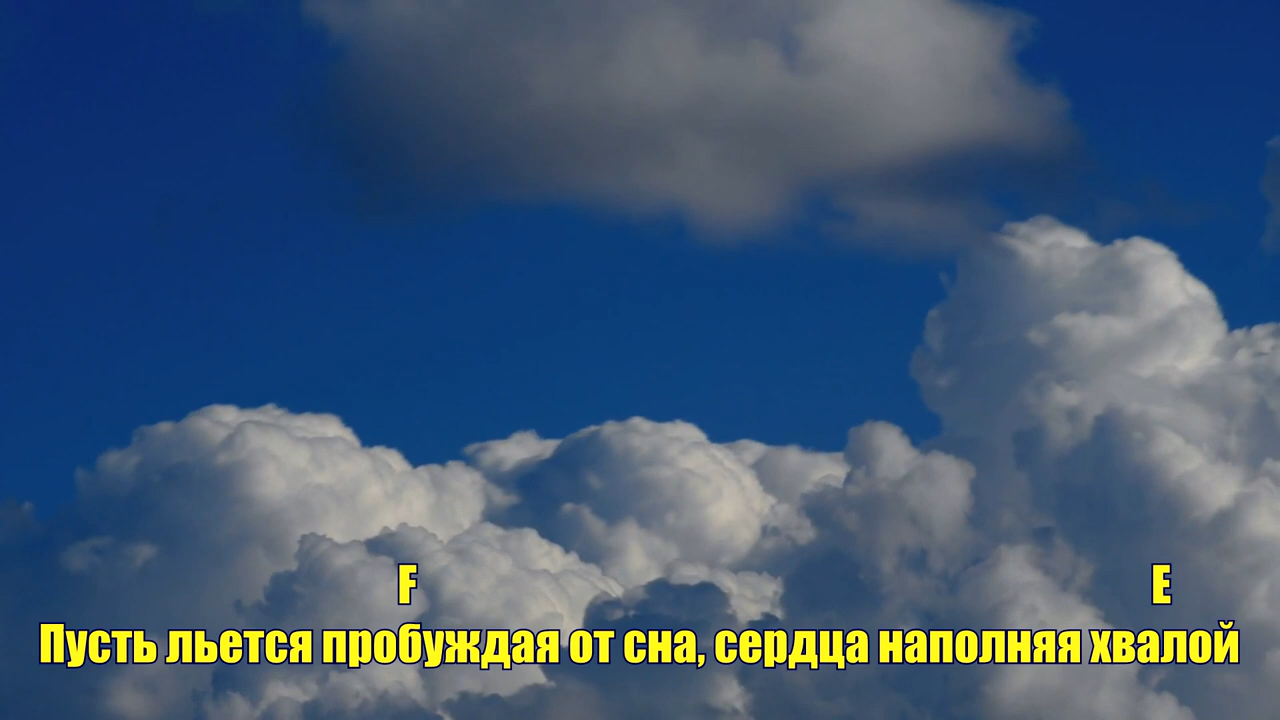 F E
Пусть льется пробуждая от сна, сердца наполняя хвалой